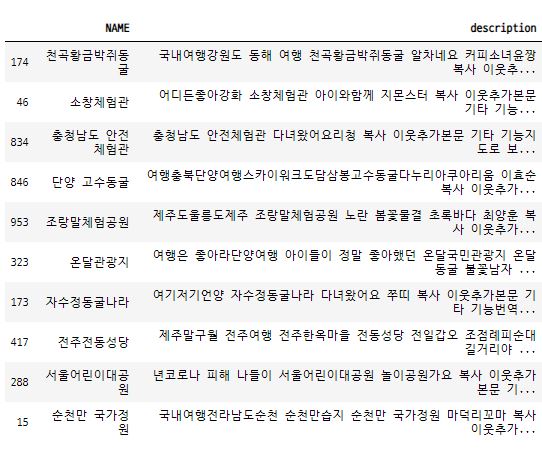 NAME description
174 천곡황금박쥐동 국내여행강원도 동해 여행 천곡황금박쥐동굴 알차네요 커피소녀윤짱
굴 복사 이웃추...
46 소창체험관 어디든좋아강화 소창체험관 아이와함께 지몬스터 복사 이웃추가본문
기타 기능...
834 충청남도 안전 충청남도 안전체험관 다녀왔어요리청 복사 이웃추가본문 기타 기능지
체험관 도로 보...
846 단양 고수동굴 여행충북단양여행스카이워크도담삼봉고수동굴다누리아쿠아리움 이효순
복사 이웃추가...
953 조랑말체험공원 제주도울릉도제주 조랑말체험공원 노란 봄꽃물결 초록바다 최양훈 복
사 이웃추가...
323 온달관광지 여행은 좋아라단양여행 아이들이 정말 좋아했던 온달국민관광지 온달
동굴 불꽃남자 ...
173 자수정동굴나라 여기저기언양 자수정동굴나라 다녀왔어요 쭈띠 복사 이웃추가본문 기
타 기능번역...
417 전주전동성당 제주말구월 전주여행 전주한옥마을 전동성당 전일갑오 조점례피순대
길거리야 ...
288 서울어린이대공 년코로나 피해 나들이 서울어린이대공원 놀이공원가요 복사 이웃추가
원 본문 기...
15 순천만 국가정 국내여행전라남도순천 순천만습지 순천만 국가정원 마덕리꼬마 복사
원 이웃추가...